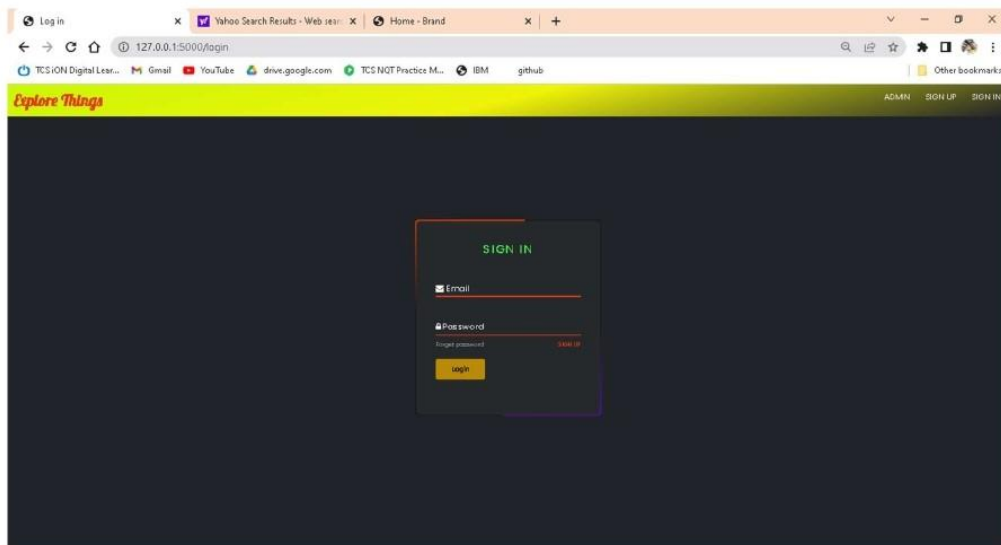 Log in
Yahoo Search Results - Web sear
Home - Brand
127.0.0.1:5000/login
TCS iON Digital Lear...
Gmail
YouTube
drive.google.com
TCS NQT Practice M...
IBM
github
Other bookmarks
Explore Things
ADMIN
SIGN UP
SIGN IN
SIGN IN
Email
Password
Forget password
SIGN UP
Login